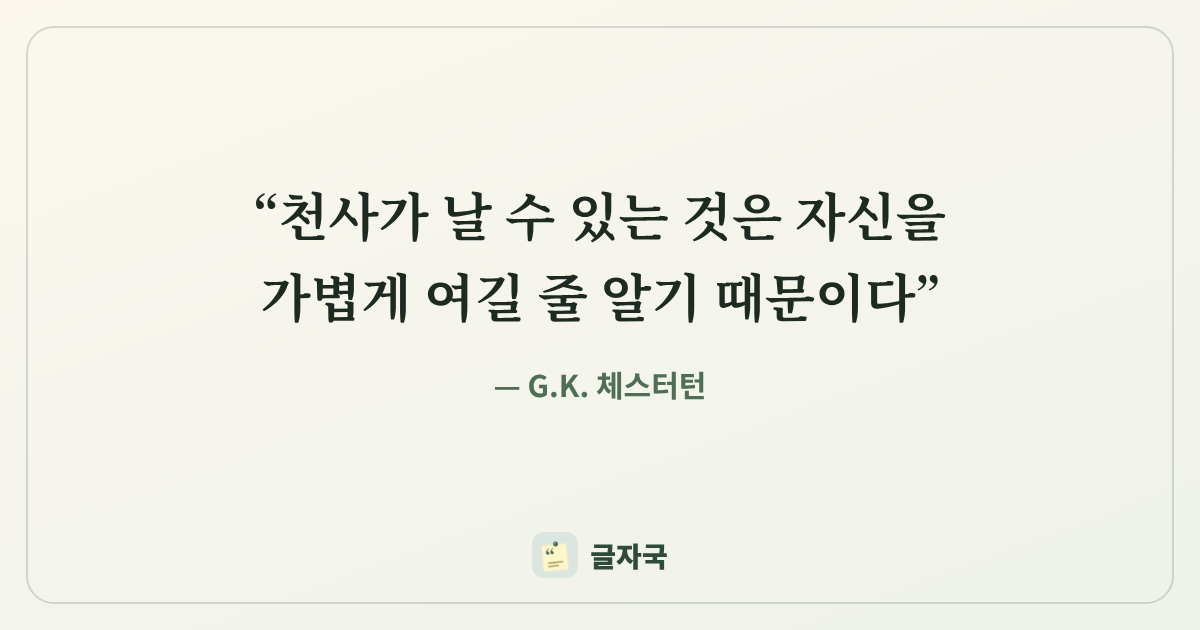 “천사가 날 수 있는 것은 자신을
가볍게 여길 줄 알기 때문이다”
— G.K. 체스터턴
글자국